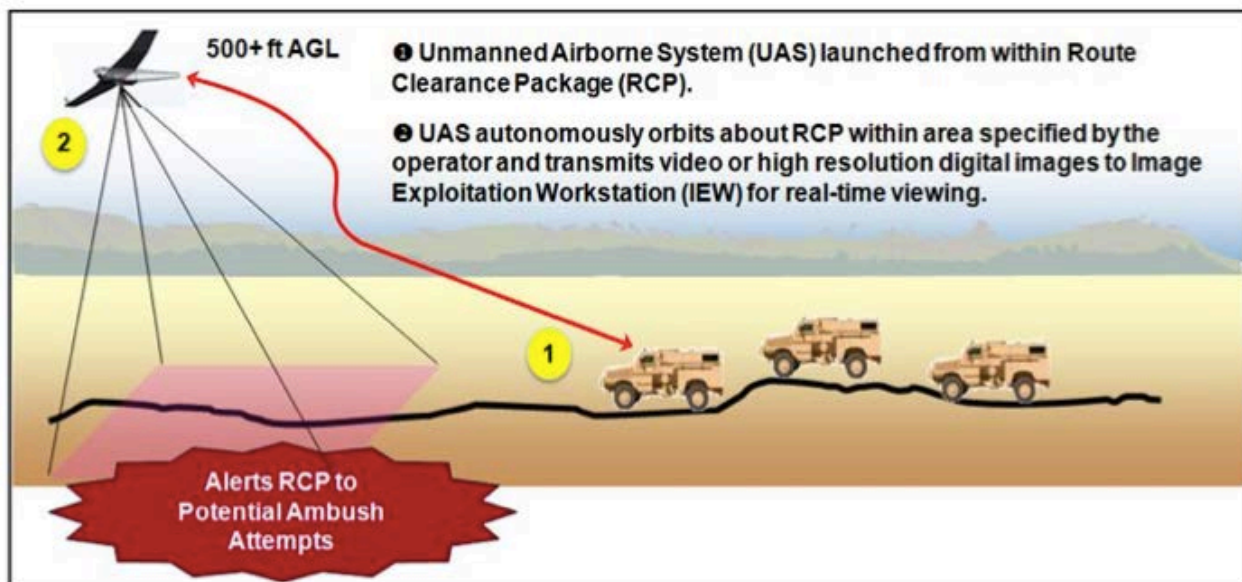 500+ ft AGL
❶ Unmanned Airborne System (UAS) launched from within Route
Clearance Package (RCP).
❷ UAS autonomously orbits about RCP within area specified by the
operator and transmits video or high resolution digital images to Image
Exploitation Workstation (IEW) for real-time viewing.
2
1
Alerts RCP to
Potential Ambush
Attempts